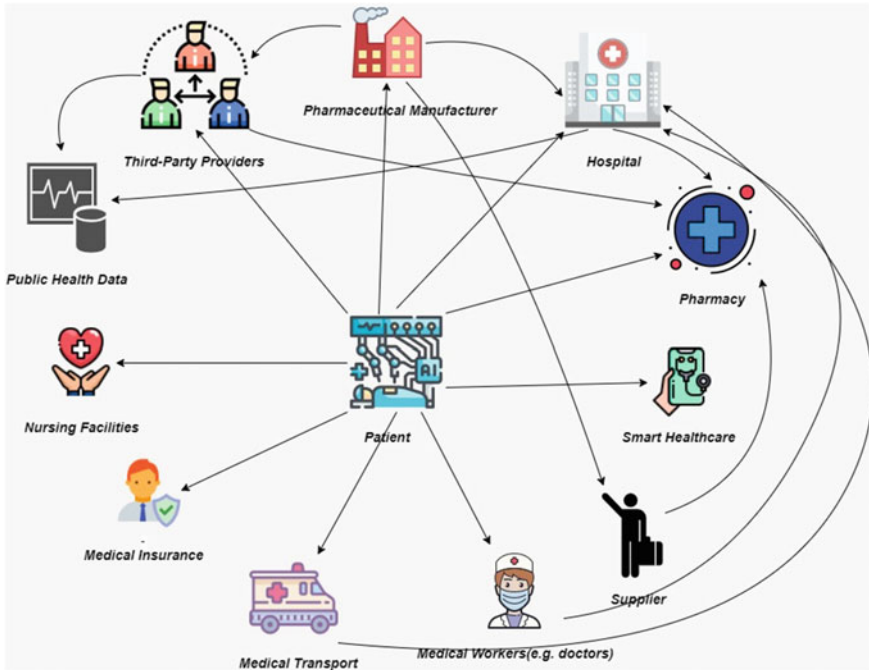 Pharmaceutical Manufacturer
Third-Party Providers
Hospital
Public Health Data
Pharmacy
AI
Nursing Facilities
Patient
Smart Healthcare
Medical Insurance
Supplier
Medical Transport
Medical Workers(e.g. doctors)